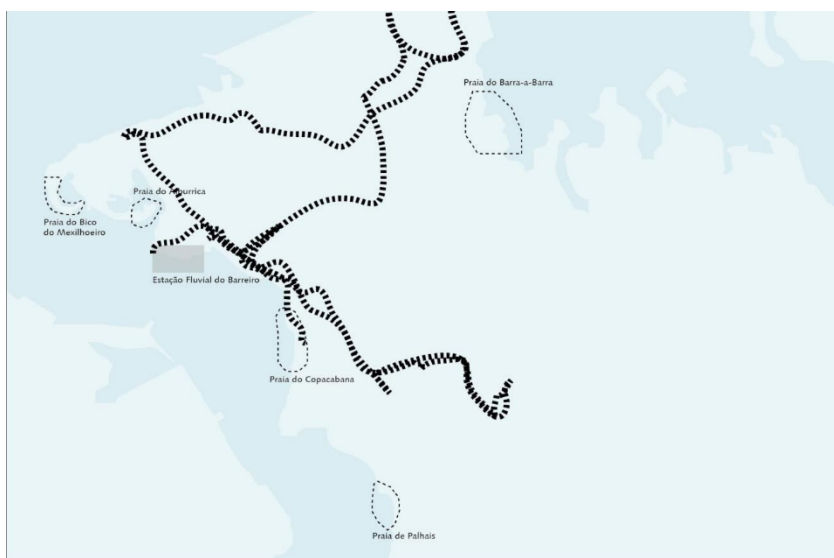 Praia do Barra-a-Barra
Praia do Alburrica
Praia do Bico
do Mexilhoeiro
Estação Fluvial do Barreiro
Praia do Copacabana
Praia de Palhais